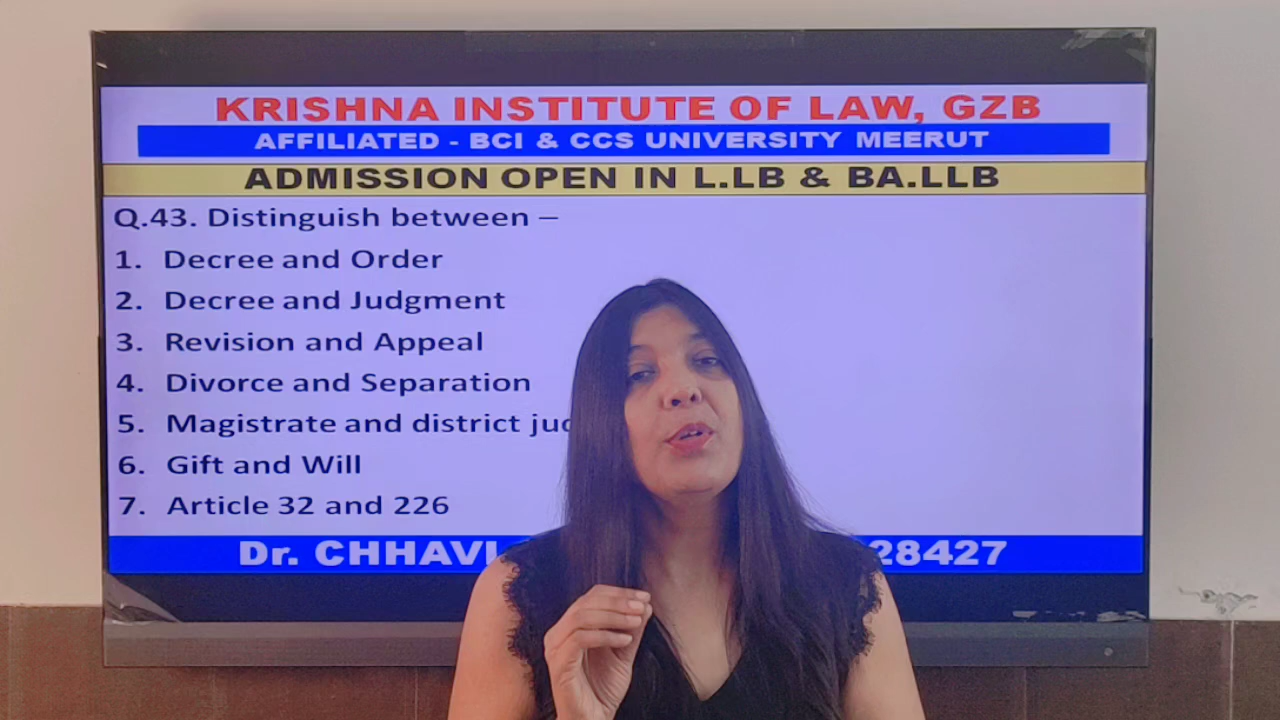 KRISHNA INSTITUTE OF LAW, GZB
AFFILIATED - BCI & CCS UNIVERSITY MEERUT
ADMISSION OPEN IN L.LB & BA.LLB
Q.43. Distinguish between –
1. Decree and Order
2. Decree and Judgment
3. Revision and Appeal
4. Divorce and Separation
5. Magistrate and district
6. Gift and Will
7. Article 32 and 226
Dr. CHHAVI 28427